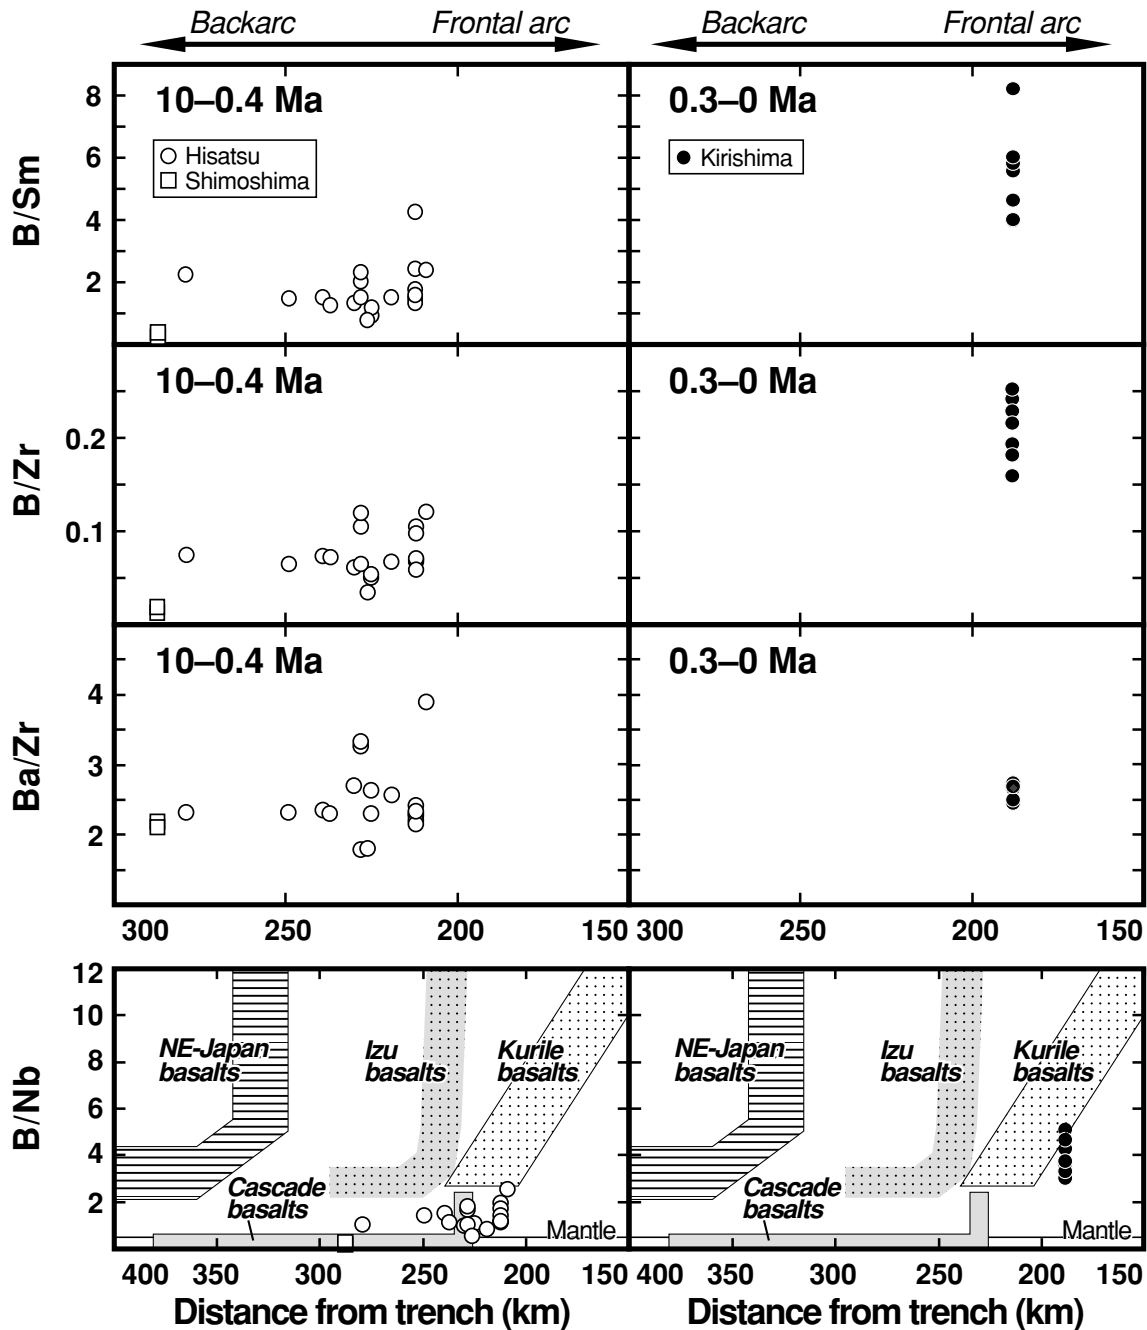 Backarc Frontal arc Backarc Frontal arc
10–0.4 Ma 0.3–0 Ma
Hisatsu
Shimoshima
Kirishima
B/Sm
8
6
4
2
10–0.4 Ma 0.3–0 Ma
B/Zr
0.2
0.1
10–0.4 Ma 0.3–0 Ma
Ba/Zr
4
3
2
300 250 200 150 300 250 200 150
B/Nb
12
10
8
6
4
2
NE-Japan
basalts
Izu
basalts
Kurile
basalts
Cascade
basalts
Mantle
NE-Japan
basalts
Izu
basalts
Kurile
basalts
Cascade
basalts
Mantle
400 350 300 250 200 150 400 350 300 250 200 150
Distance from trench (km) Distance from trench (km)